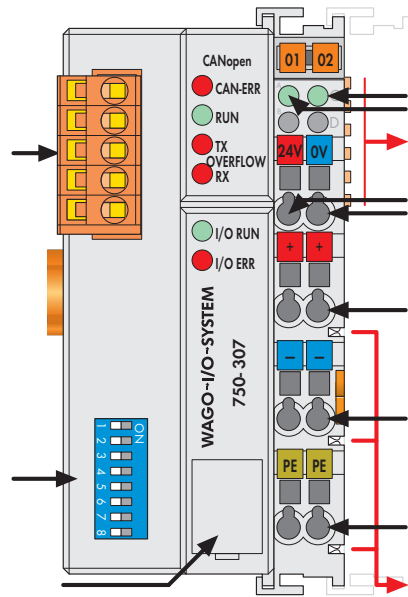 CANopen
CAN-ERR
RUN
TX
OVERFLOW
RX
I/O RUN
I/O ERR
WAGO~I/O~SYSTEM
750-307
ON
1
2
3
4
5
6
7
8
01 02
D
24V 0V
+ +
– –
PE PE